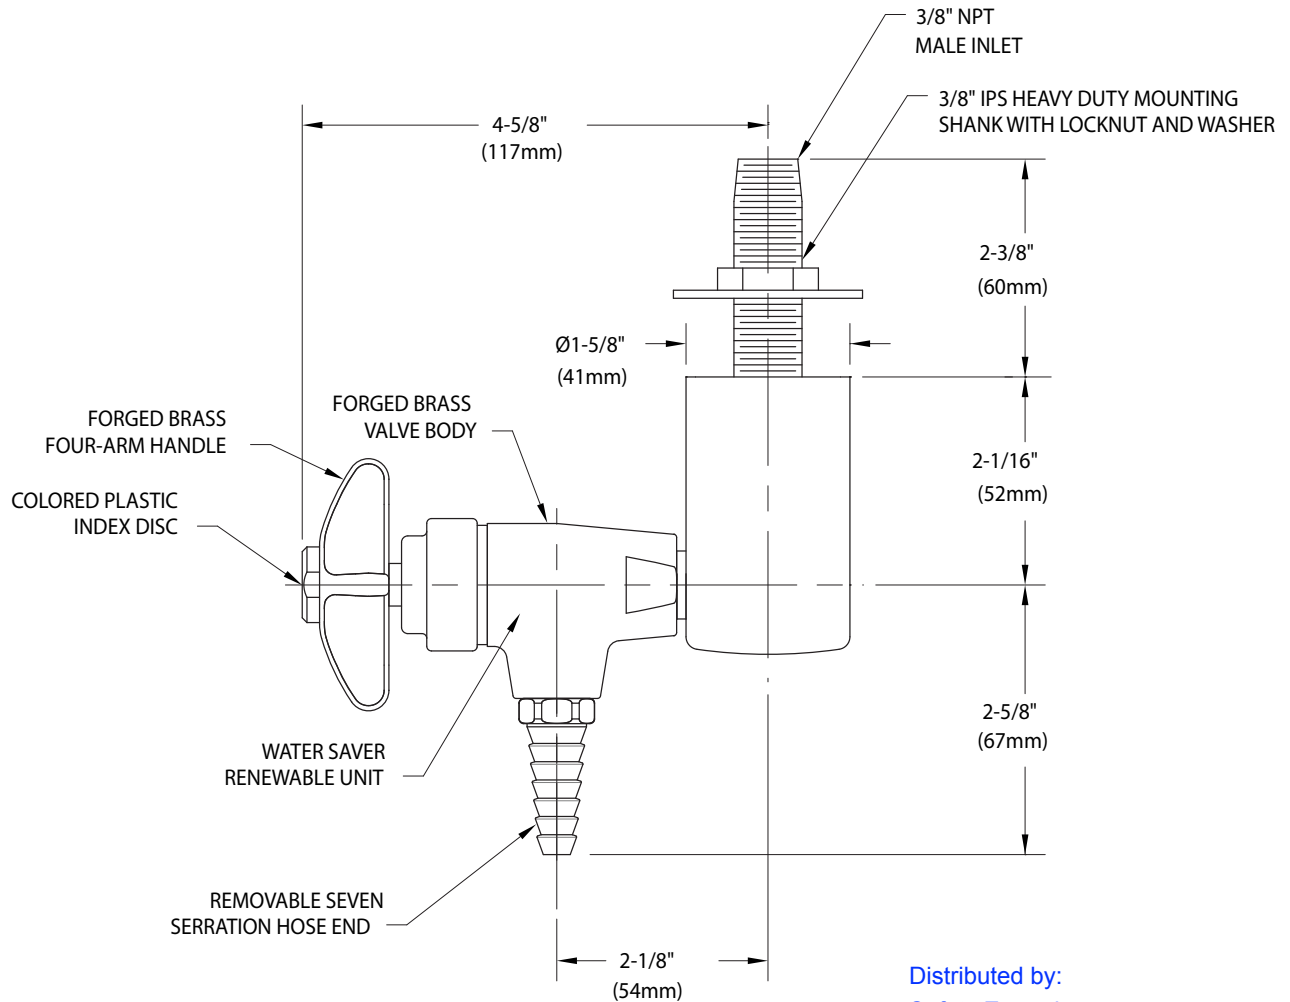 3/8" NPT
MALE INLET
3/8" IPS HEAVY DUTY MOUNTING
SHANK WITH LOCKNUT AND WASHER
4-5/8"
(117mm)
2-3/8"
(60mm)
Ø1-5/8"
(41mm)
FORGED BRASS
VALVE BODY
FORGED BRASS
FOUR-ARM HANDLE
2-1/16"
(52mm)
COLORED PLASTIC
INDEX DISC
2-5/8"
(67mm)
WATER SAVER
RENEWABLE UNIT
REMOVABLE SEVEN
SERRATION HOSE END
2-1/8"
(54mm)
Distributed by: